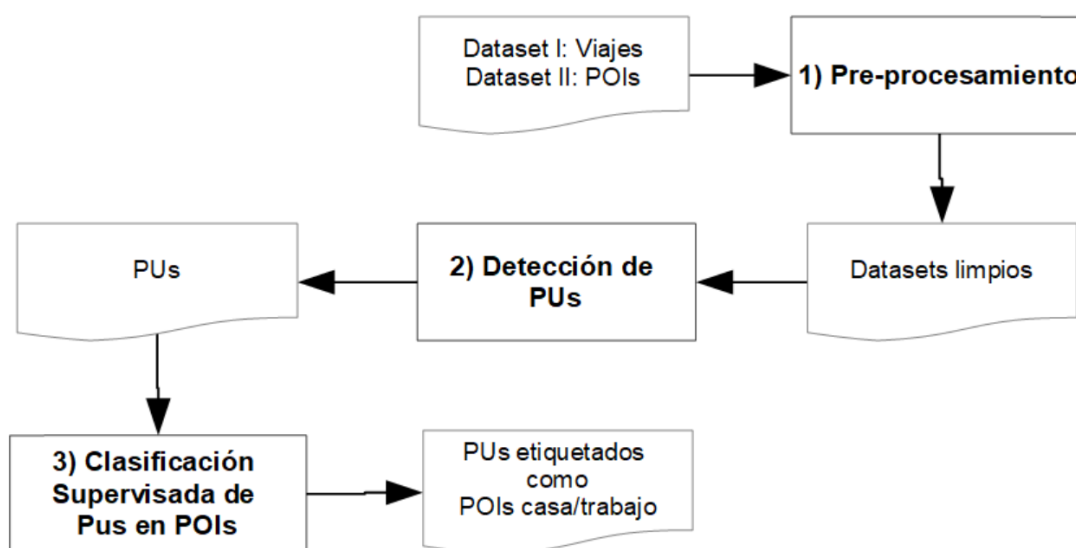 Dataset I: Viajes
Dataset II: POIs
1) Pre-procesamiento
Datasets limpios
2) Detección de
PUs
PUs
3) Clasificación
Supervisada de
Pus en POIs
PUs etiquetados
como
POIs casa/trabajo